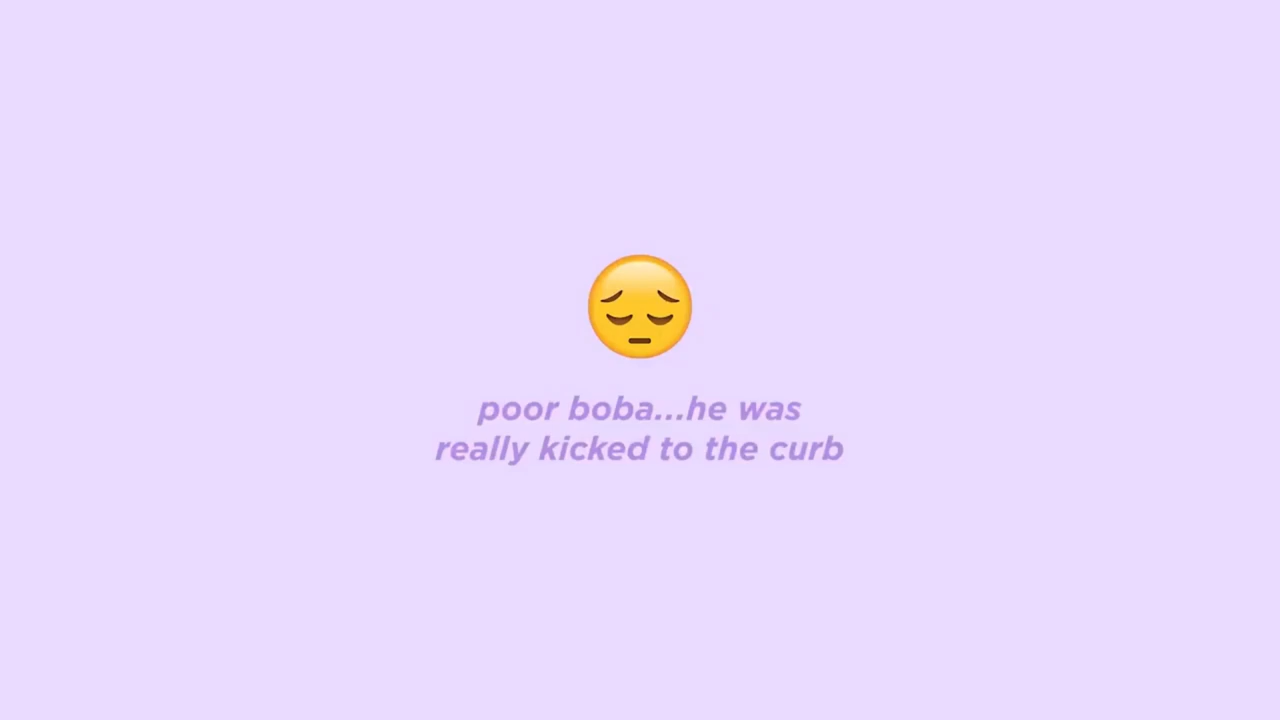 poor boba...he was
really kicked to the curb